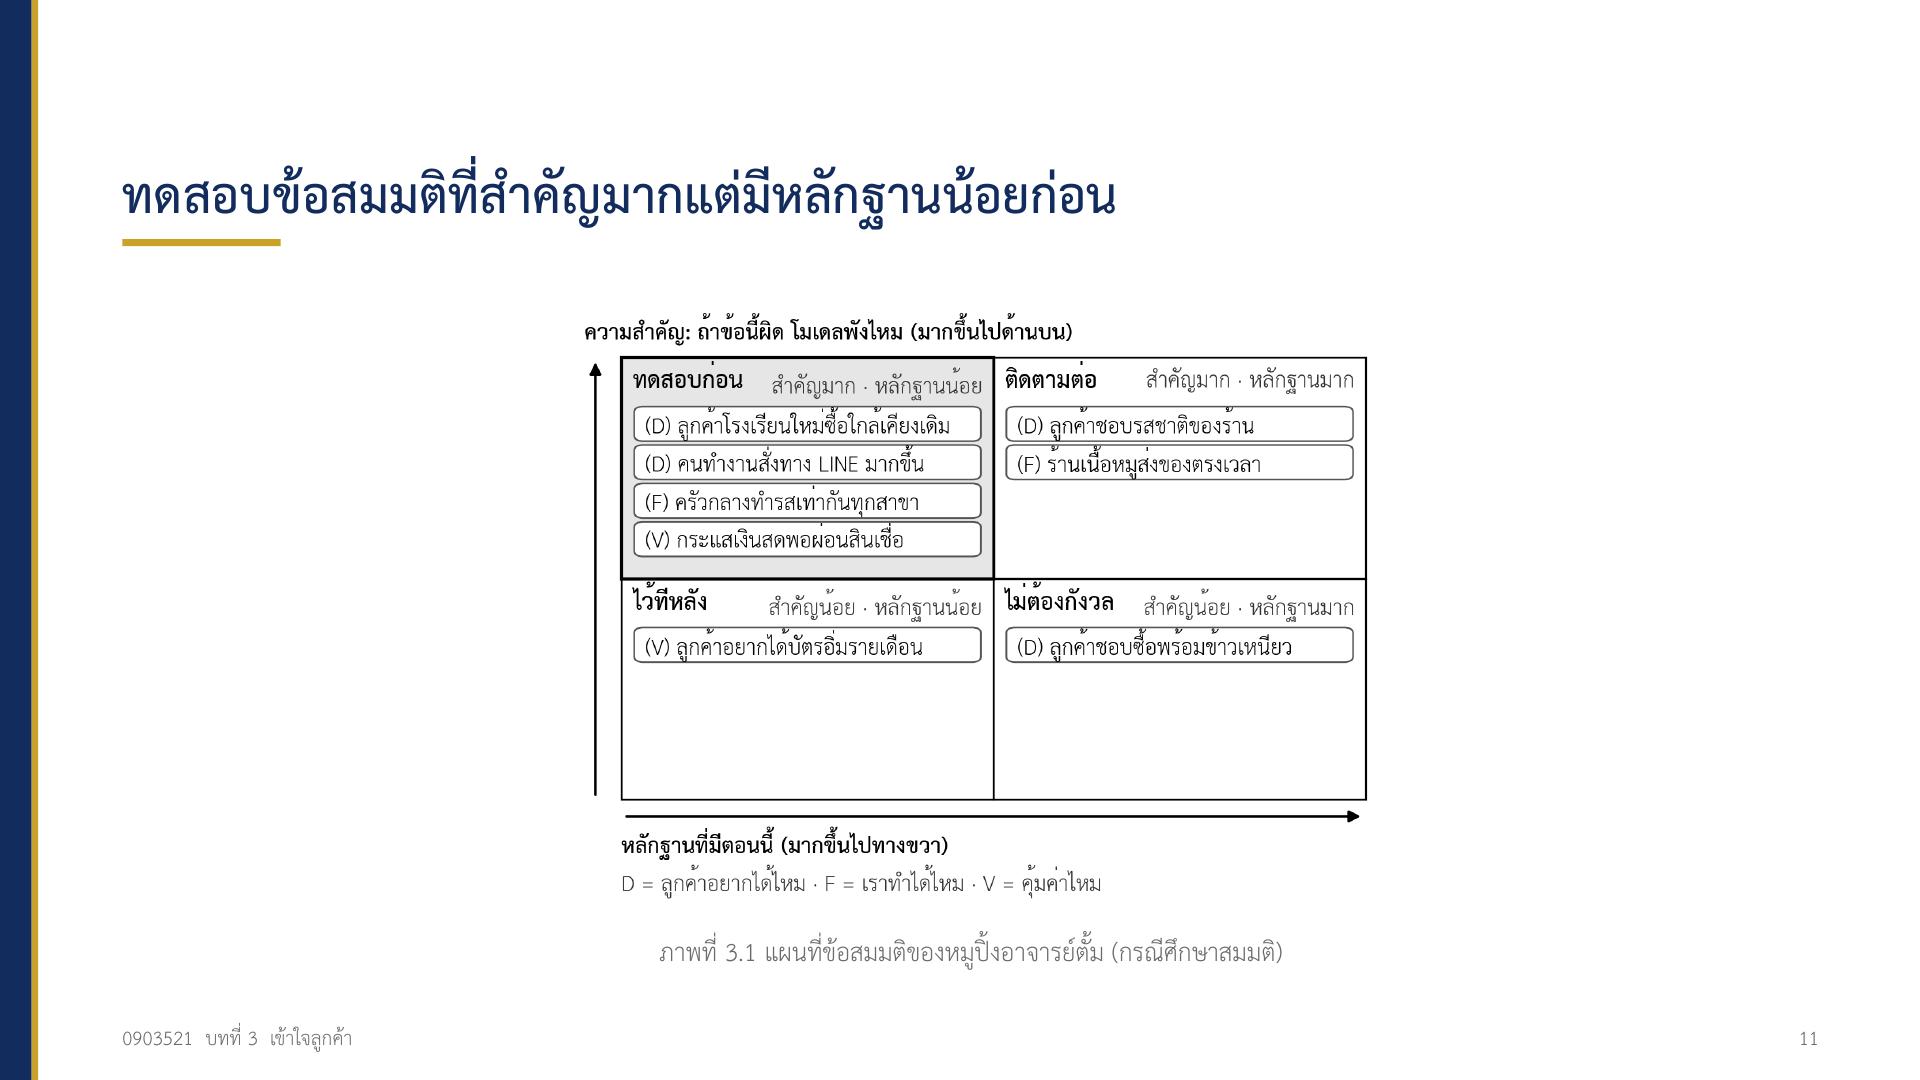 ทดสอบข้อสมมติที่สำคัญมากแต่มีหลักฐานน้อยก่อน
ความสำคัญ: ถ้าข้อนี้ผิด โมเดลพังไหม (มากขึ้นไปด้านบน)
ทดสอบก่อน สำคัญมาก · หลักฐานน้อย
(D) ลูกค้าโรงเรียนใหม่ซื้อใกล้เคียงเดิม
(D) คนทำงานสั่งทาง LINE มากขึ้น
(F) ครัวกลางทำรสเท่ากันทุกสาขา
(V) กระแสเงินสดพอผ่อนสินเชื่อ
ติดตามต่อ สำคัญมาก · หลักฐานมาก
(D) ลูกค้าชอบรสชาติของร้าน
(F) ร้านเนื้อหมูส่งของตรงเวลา
ไว้ทีหลัง สำคัญน้อย · หลักฐานน้อย
(V) ลูกค้าอยากได้บัตรอิ่มรายเดือน
ไม่ต้องกังวล สำคัญน้อย · หลักฐานมาก
(D) ลูกค้าชอบซื้อพร้อมข้าวเหนียว
หลักฐานที่มีตอนนี้ (มากขึ้นไปทางขวา)
D = ลูกค้าอยากได้ไหม · F = เราทำได้ไหม · V = คุ้มค่าไหม
ภาพที่ 3.1 แผนที่ข้อสมมติของหมูปิ้งอาจารย์ตั้ม (กรณีศึกษาสมมติ)
0903521 บทที่ 3 เข้าใจลูกค้า
11